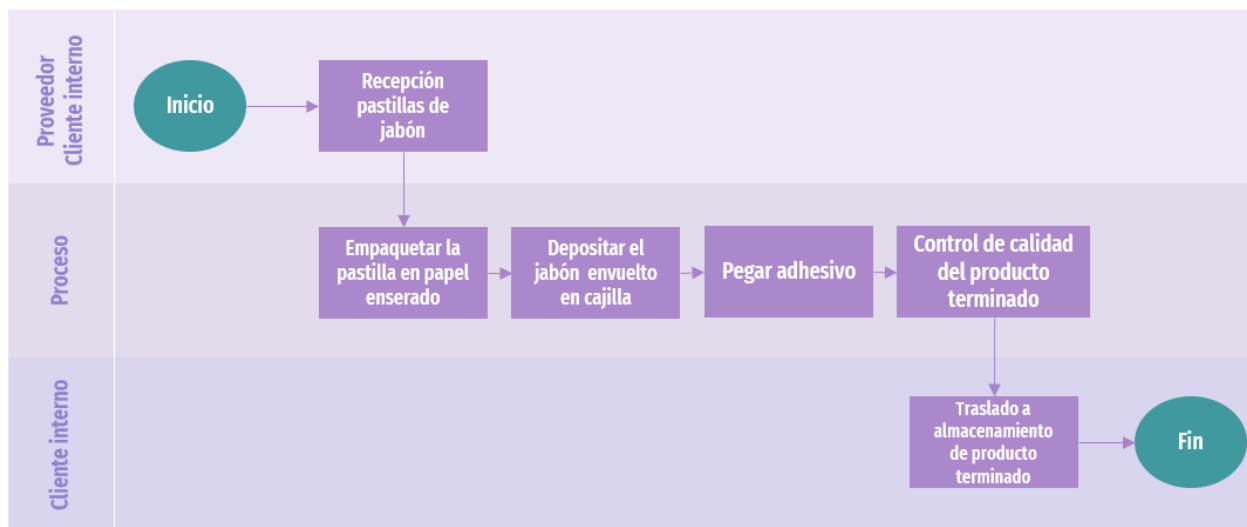 Proveedor
Cliente interno
Inicio
Recepción
pastillas de
jabón
Proceso
Empaquetar la
pastilla en papel
enserado
Depositar el
jabón envuelto
en cajilla
Pegar adhesivo
Control de calidad
del producto
terminado
Cliente interno
Traslado a
almacenamiento
de producto
terminado
Fin